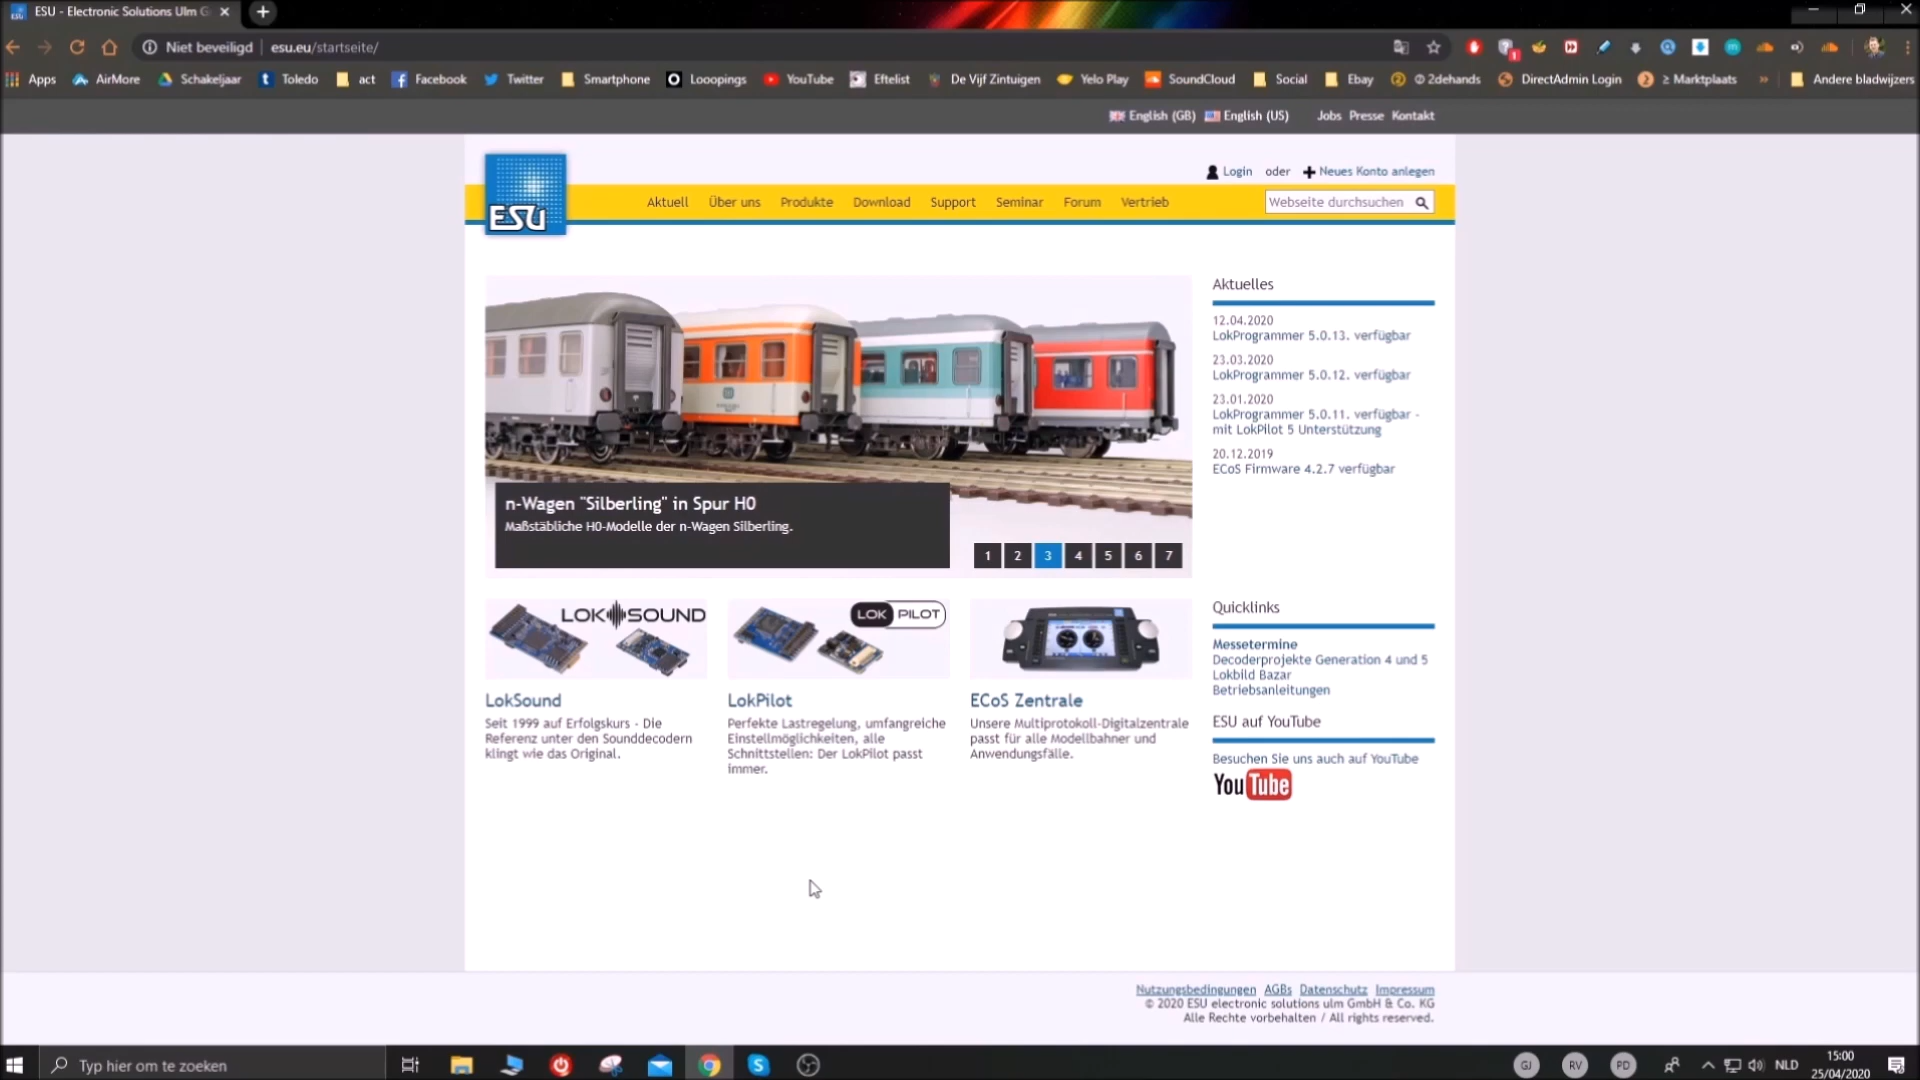 ESU - Electronic Solutions Ulm G
Niet beveiligd
esu.eu/startseite/
Apps
AirMore
Schakeljaar
Toledo
act
Facebook
Twitter
Smartphone
Looopings
YouTube
Eftelist
De Vijf Zintuigen
Yelo Play
SoundCloud
Social
Ebay
2dehands
DirectAdmin Login
≥ Marktplaats
»
Andere bladwijzers
English (GB)
English (US)
Jobs
Presse
Kontakt
Login
oder
Neues Konto anlegen
ESU
Aktuell
Über uns
Produkte
Download
Support
Seminar
Forum
Vertrieb
Webseite durchsuchen
n-Wagen "Silberling" in Spur H0
Maßstäbliche H0-Modelle der n-Wagen Silberling.
1 2 3 4 5 6 7
Aktuelles
12.04.2020
LokProgrammer 5.0.13. verfügbar
23.03.2020
LokProgrammer 5.0.12. verfügbar
23.01.2020
LokProgrammer 5.0.11. verfügbar -
mit LokPilot 5 Unterstützung
20.12.2019
ECoS Firmware 4.2.7 verfügbar
LOKSOUND
LokSound
Seit 1999 auf Erfolgskurs - Die
Referenz unter den Sounddecodern
klingt wie das Original.
LOK PILOT
LokPilot
Perfekte Lastregelung, umfangreiche
Einstellmöglichkeiten, alle
Schnittstellen: Der LokPilot passt
immer.
ECoS Zentrale
Unsere Multiprotokoll-Digitalzentrale
passt für alle Modellbahner und
Anwendungsfälle.
Quicklinks
Messetermine
Decoderprojekte Generation 4 und 5
Lokbild Bazar
Betriebsanleitungen
ESU auf YouTube
Besuchen Sie uns auch auf YouTube
YouTube
Nutzungsbedingungen AGBs Datenschutz Impressum
© 2020 ESU electronic solutions ulm GmbH & Co. KG
Alle Rechte vorbehalten / All rights reserved.
Typ hier om te zoeken
GJ
RV
PD
NLD
15:00
25/04/2020